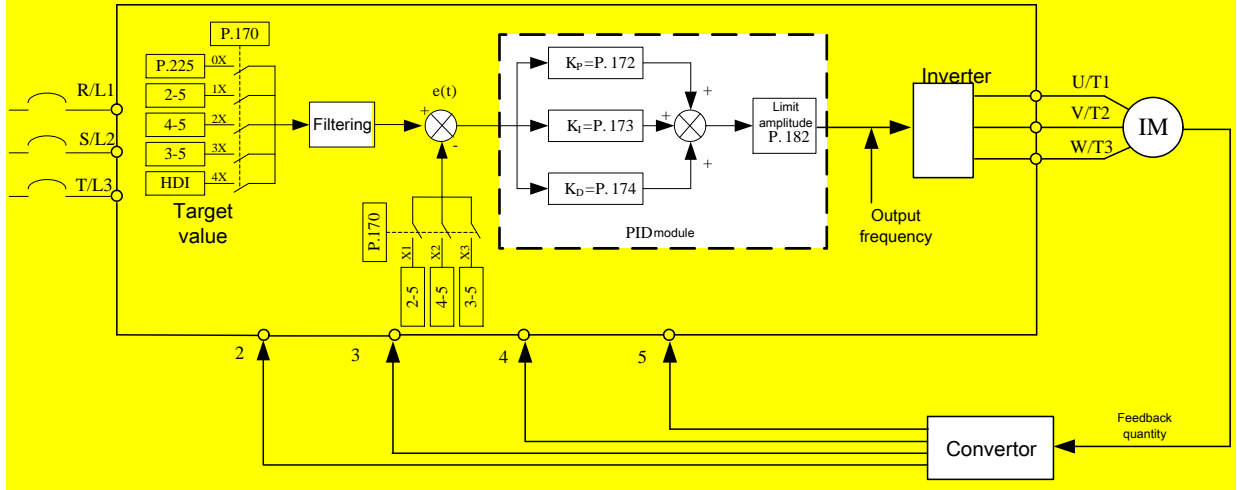 P.170
P.225 0X
2-5 1X
4-5 2X
3-5 3X
HDI 4X
Target
value
R/L1
S/L2
T/L3
Filtering
e(t)
+
-
P.170
X1
X2
X3
2-5
4-5
3-5
KP=P.172
KI=P.173
KD=P.174
+
+
+
Limit
amplitude
P.182
PID module
Output
frequency
Inverter
U/T1
V/T2
W/T3
IM
2
3
4
5
Feedback
quantity
Convertor